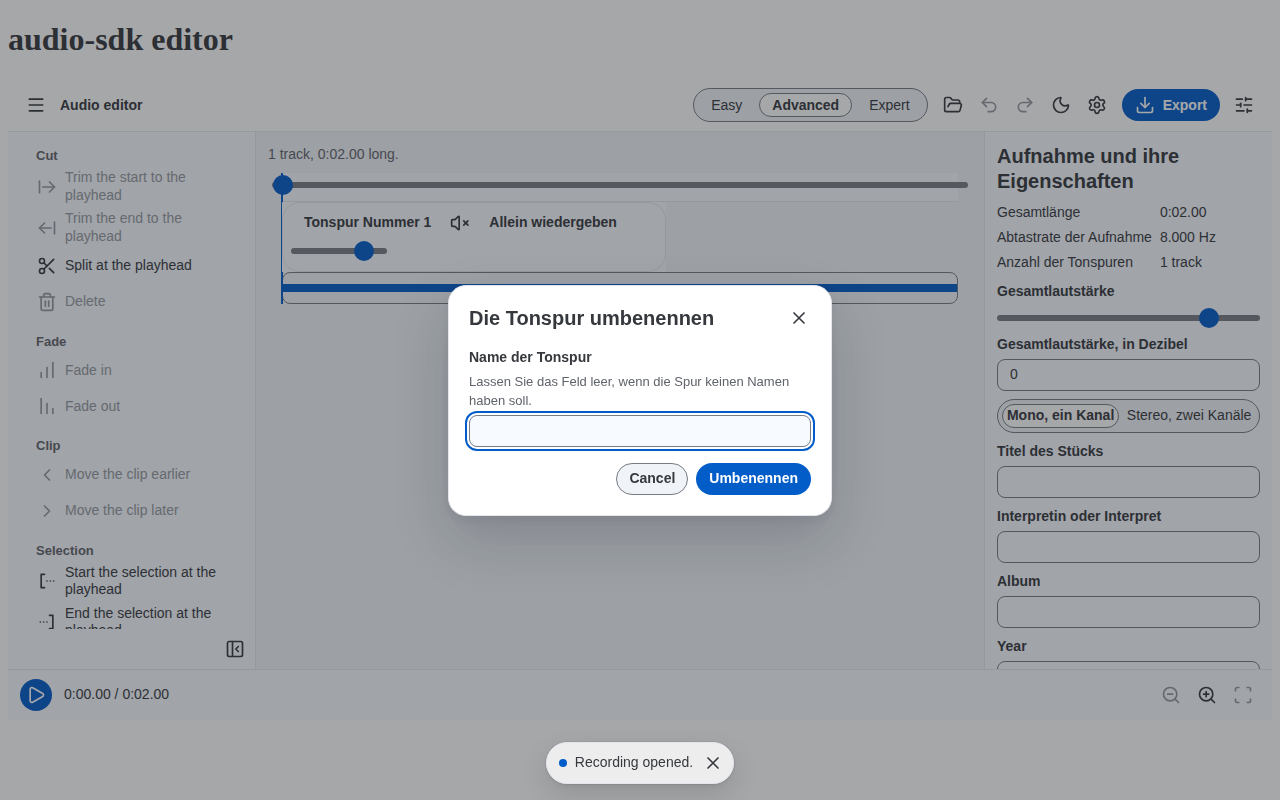 audio-sdk editor
Audio editor
Easy
Advanced
Expert
Export
Cut
Trim the start to the
playhead
Trim the end to the
playhead
Split at the playhead
Delete
Fade
Fade in
Fade out
Clip
Move the clip earlier
Move the clip later
Selection
Start the selection at the
playhead
End the selection at the
playhead
1 track, 0:02.00 long.
Tonspur Nummer 1
Allein wiedergeben
Die Tonspur umbenennen
Name der Tonspur
Lassen Sie das Feld leer, wenn die Spur keinen Namen
haben soll.
Cancel
Umbenennen
Aufnahme und ihre
Eigenschaften
Gesamtlänge 0:02.00
Abtastrate der Aufnahme 8.000 Hz
Anzahl der Tonspuren 1 track
Gesamtlautstärke
Gesamtlautstärke, in Dezibel
0
Mono, ein Kanal
Stereo, zwei Kanäle
Titel des Stücks
Interpretin oder Interpret
Album
Year
0:00.00 / 0:02.00
Recording opened.